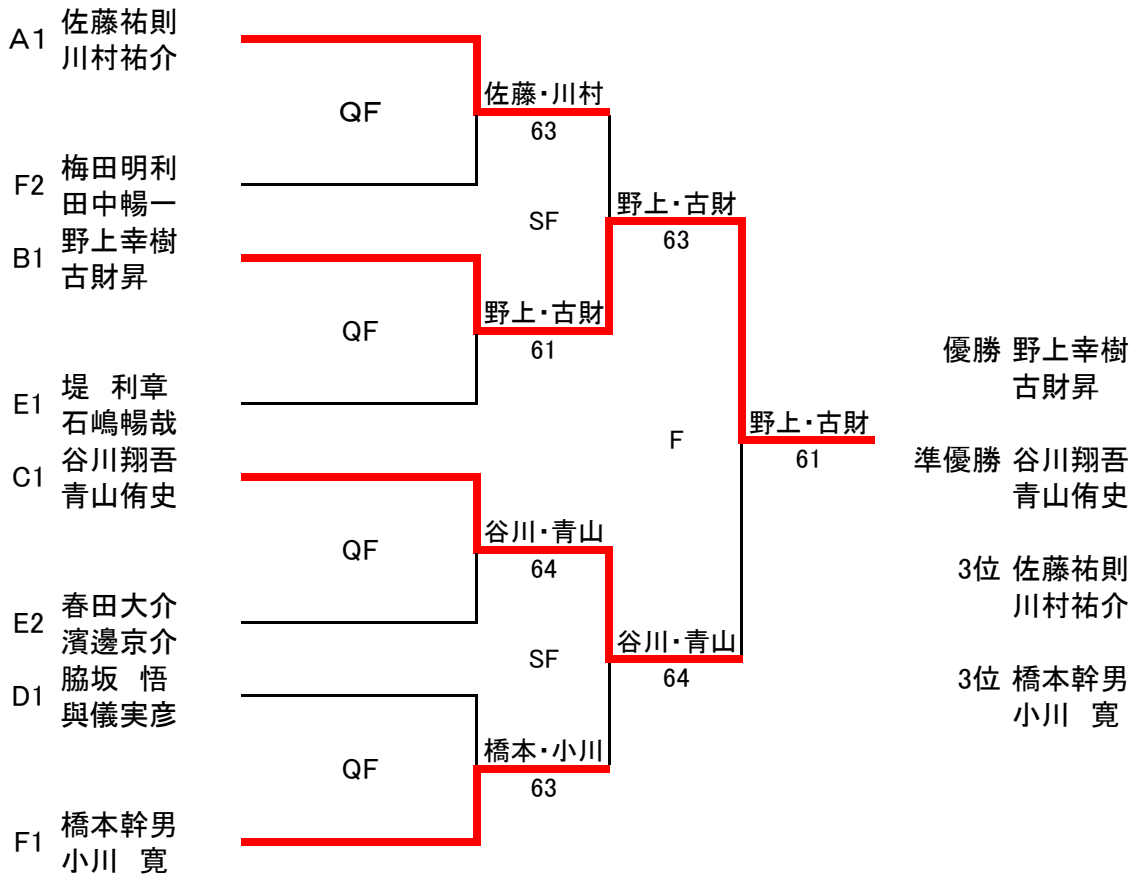 A1 佐藤祐則
川村祐介
QF
佐藤・川村
63
F2 梅田明利
田中暢一
SF
野上・古財
63
B1 野上幸樹
古財昇
QF
野上・古財
61
E1 堤　利章
石嶋暢哉
F
野上・古財
61
C1 谷川翔吾
青山侑史
QF
谷川・青山
64
E2 春田大介
濱邊京介
SF
谷川・青山
64
D1 脇坂　悟
與儀実彦
QF
橋本・小川
63
F1 橋本幹男
小川　寛
優勝 野上幸樹
古財昇
準優勝 谷川翔吾
青山侑史
3位 佐藤祐則
川村祐介
3位 橋本幹男
小川　寛